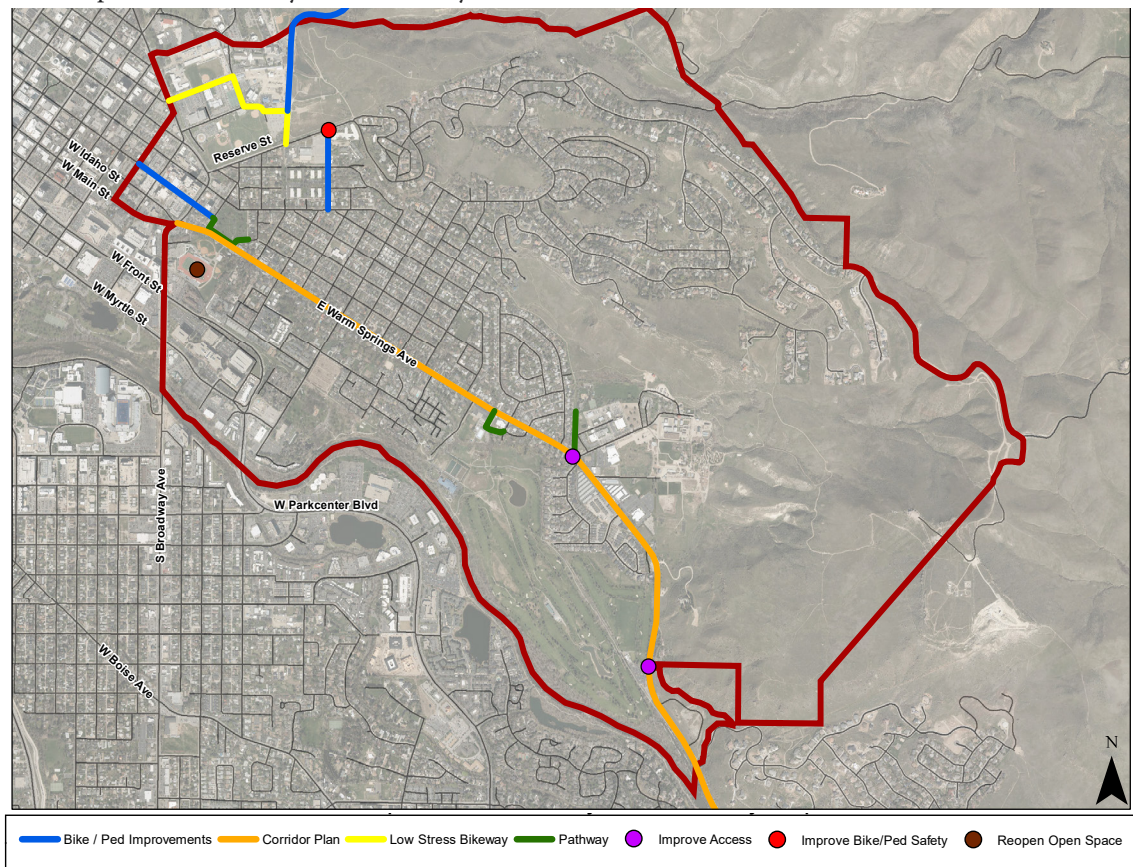 Reserve St
W Idaho St
W Main St
W Front St
W Myrtle St
E Warm Springs Ave
S Broadway Ave
W Parkcenter Blvd
W Boise Ave
N
Bike / Ped Improvements Corridor Plan Low Stress Bikeway Pathway Improve Access Improve Bike/Ped Safety Reopen Open Space